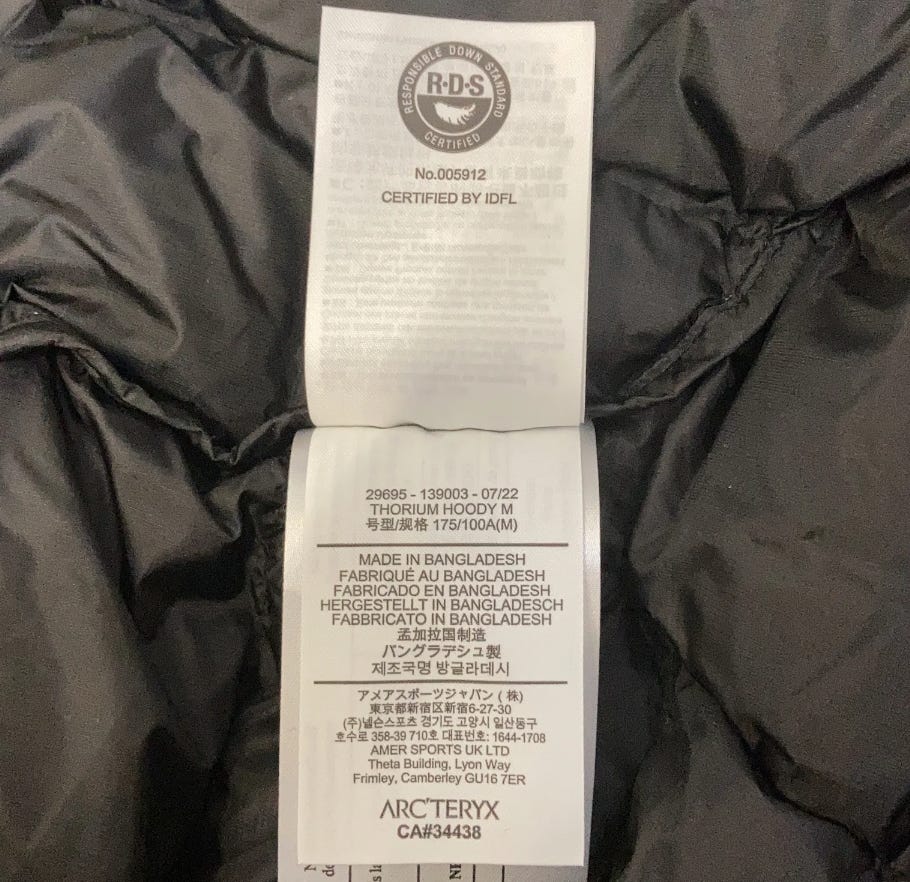 RESPONSIBLE DOWN STANDARD
R·D·S
CERTIFIED
No.005912
CERTIFIED BY IDFL
29695 - 139003 - 07/22
THORIUM HOODY M
号型/规格 175/100A(M)
MADE IN BANGLADESH
FABRIQUÉ AU BANGLADESH
FABRICADO EN BANGLADESH
HERGESTELLT IN BANGLADESCH
FABBRICATO IN BANGLADESH
孟加拉国制造
バングラデシュ製
제조국명 방글라데시
アメアスポーツジャパン ( 株)
東京都新宿区新宿6-27-30
(주)넬슨스포츠 경기도 고양시 일산동구
호수로 358-39 710호 대표번호: 1644-1708
AMER SPORTS UK LTD
Theta Building, Lyon Way
Frimley, Camberley GU16 7ER
ARC'TERYX
CA#34438